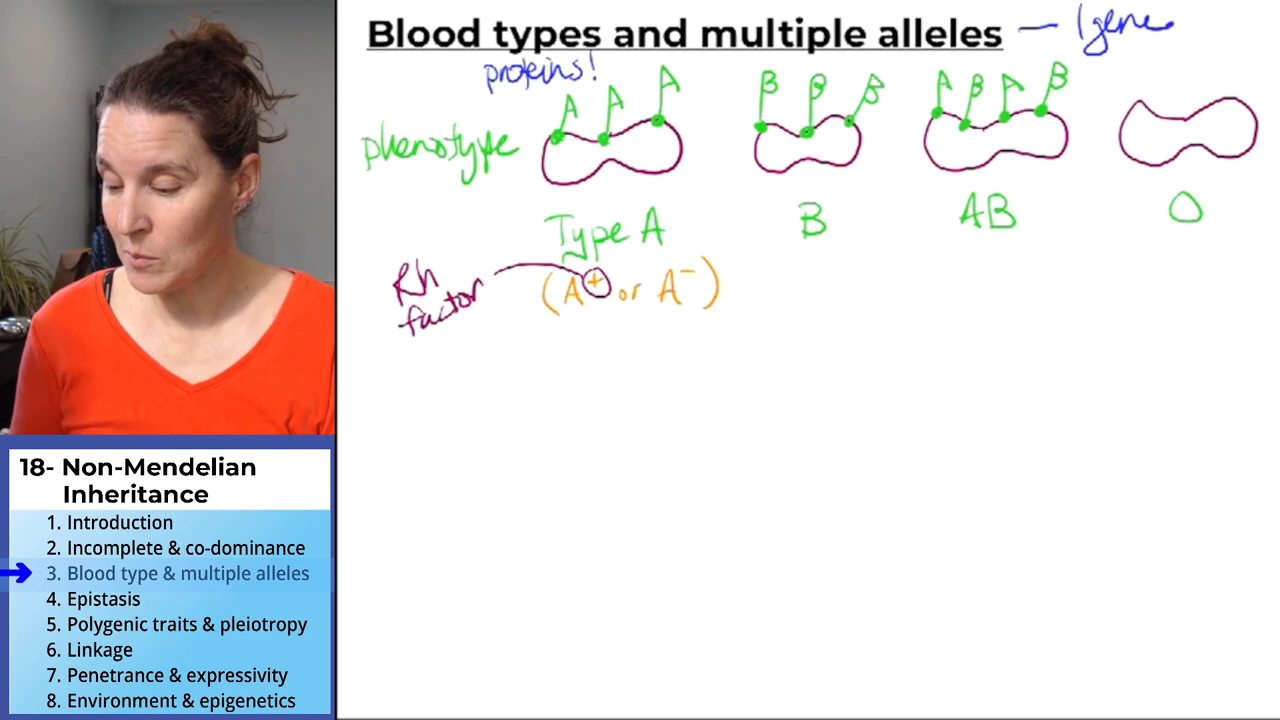 Blood types and multiple alleles — 1 gene
proteins!
A A A B B B A B A B
phenotype
Type A B AB O
Rh factor (A+ or A-)
18- Non-Mendelian
Inheritance
1. Introduction
2. Incomplete & co-dominance
3. Blood type & multiple alleles
4. Epistasis
5. Polygenic traits & pleiotropy
6. Linkage
7. Penetrance & expressivity
8. Environment & epigenetics